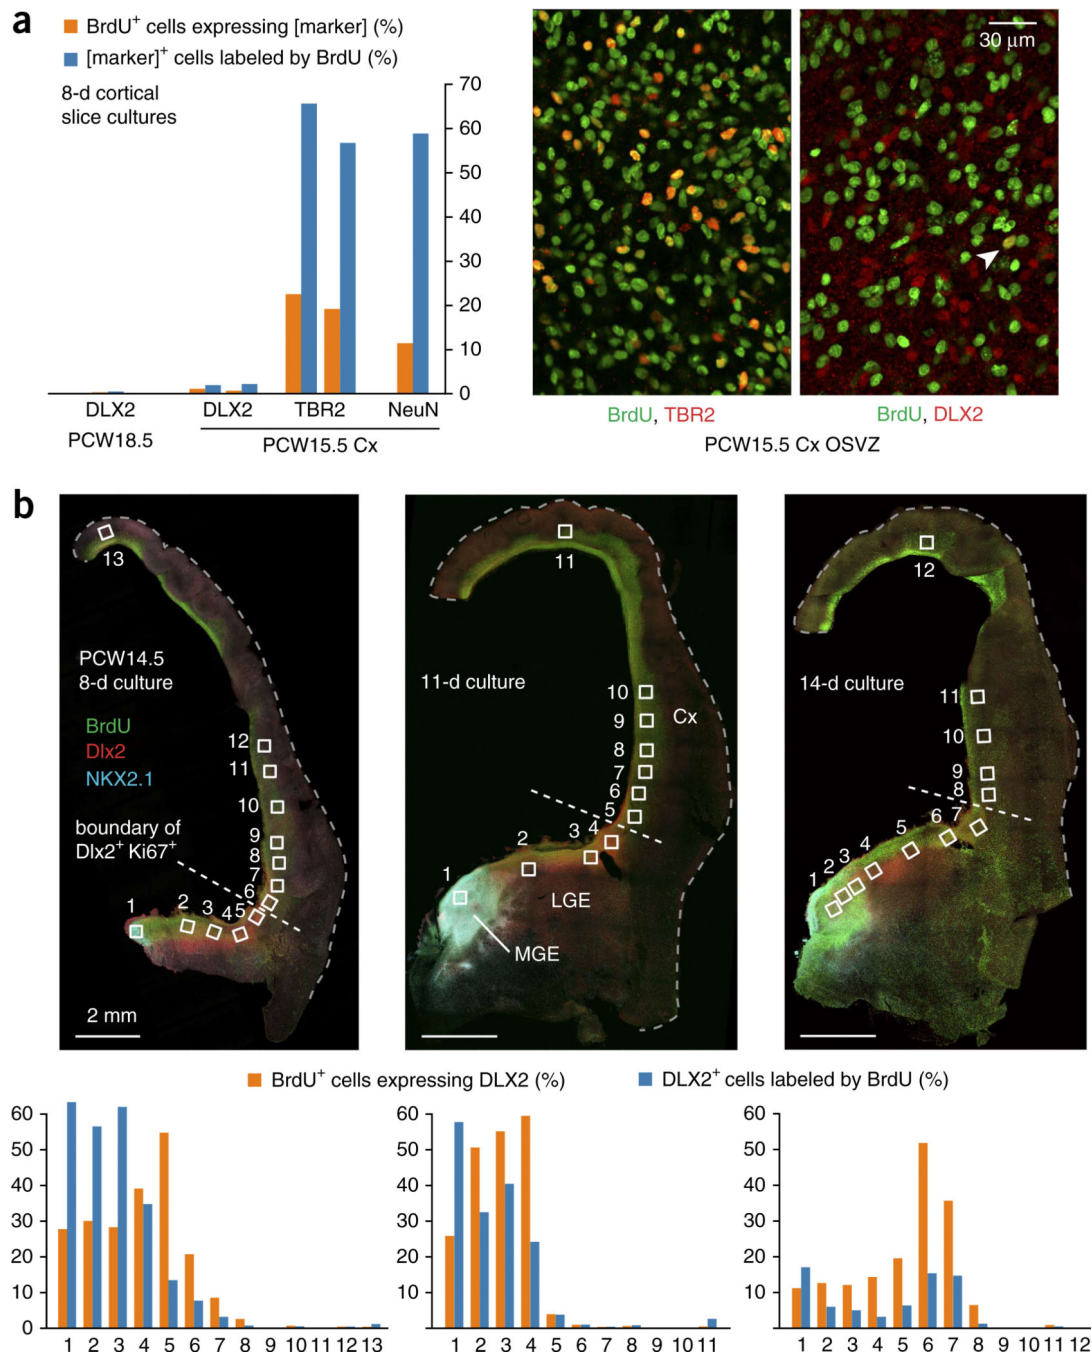 a
BrdU+ cells expressing [marker] (%)
[marker]+ cells labeled by BrdU (%)
8-d cortical
slice cultures
70
60
50
40
30
20
10
0
DLX2 DLX2 TBR2 NeuN
PCW18.5 PCW15.5 Cx
30 μm
BrdU, TBR2 BrdU, DLX2
PCW15.5 Cx OSVZ
b
13
PCW14.5
8-d culture
BrdU
Dlx2
NKX2.1
boundary of
Dlx2+ Ki67+
12
11
10
9
8
7
6
1 2 3 4 5
2 mm
11
11-d culture
10
9
Cx
8
7
6
5
4
3
2
1
LGE
MGE
12
14-d culture
11
10
9
8
7
6
5
4
3
2
1
BrdU+ cells expressing DLX2 (%) DLX2+ cells labeled by BrdU (%)
60
50
40
30
20
10
0
1 2 3 4 5 6 7 8 9 10 11 12 13
60
50
40
30
20
10
0
1 2 3 4 5 6 7 8 9 10 11
60
50
40
30
20
10
0
1 2 3 4 5 6 7 8 9 10 11 12